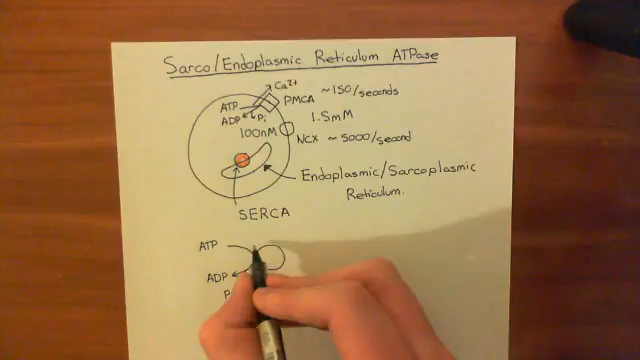 Sarco/Endoplasmic Reticulum ATPase
Ca²⁺
ATP
PMCA ~150/seconds
ADP
Pi
1.5mM
100nM
NCX ~5000/second
Endoplasmic/Sarcoplasmic
Reticulum.
SERCA
ATP
ADP
P